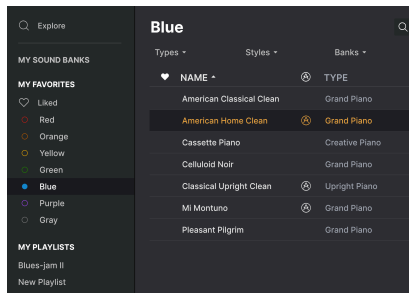 Explore
MY SOUND BANKS
MY FAVORITES
Liked
Red
Orange
Yellow
Green
Blue
Purple
Gray
MY PLAYLISTS
Blues-jam II
New Playlist
Blue
Types Styles Banks
NAME TYPE
American Classical Clean Grand Piano
American Home Clean Grand Piano
Cassette Piano Creative Piano
Celluloid Noir Grand Piano
Classical Upright Clean Upright Piano
Mi Montuno Grand Piano
Pleasant Pilgrim Grand Piano